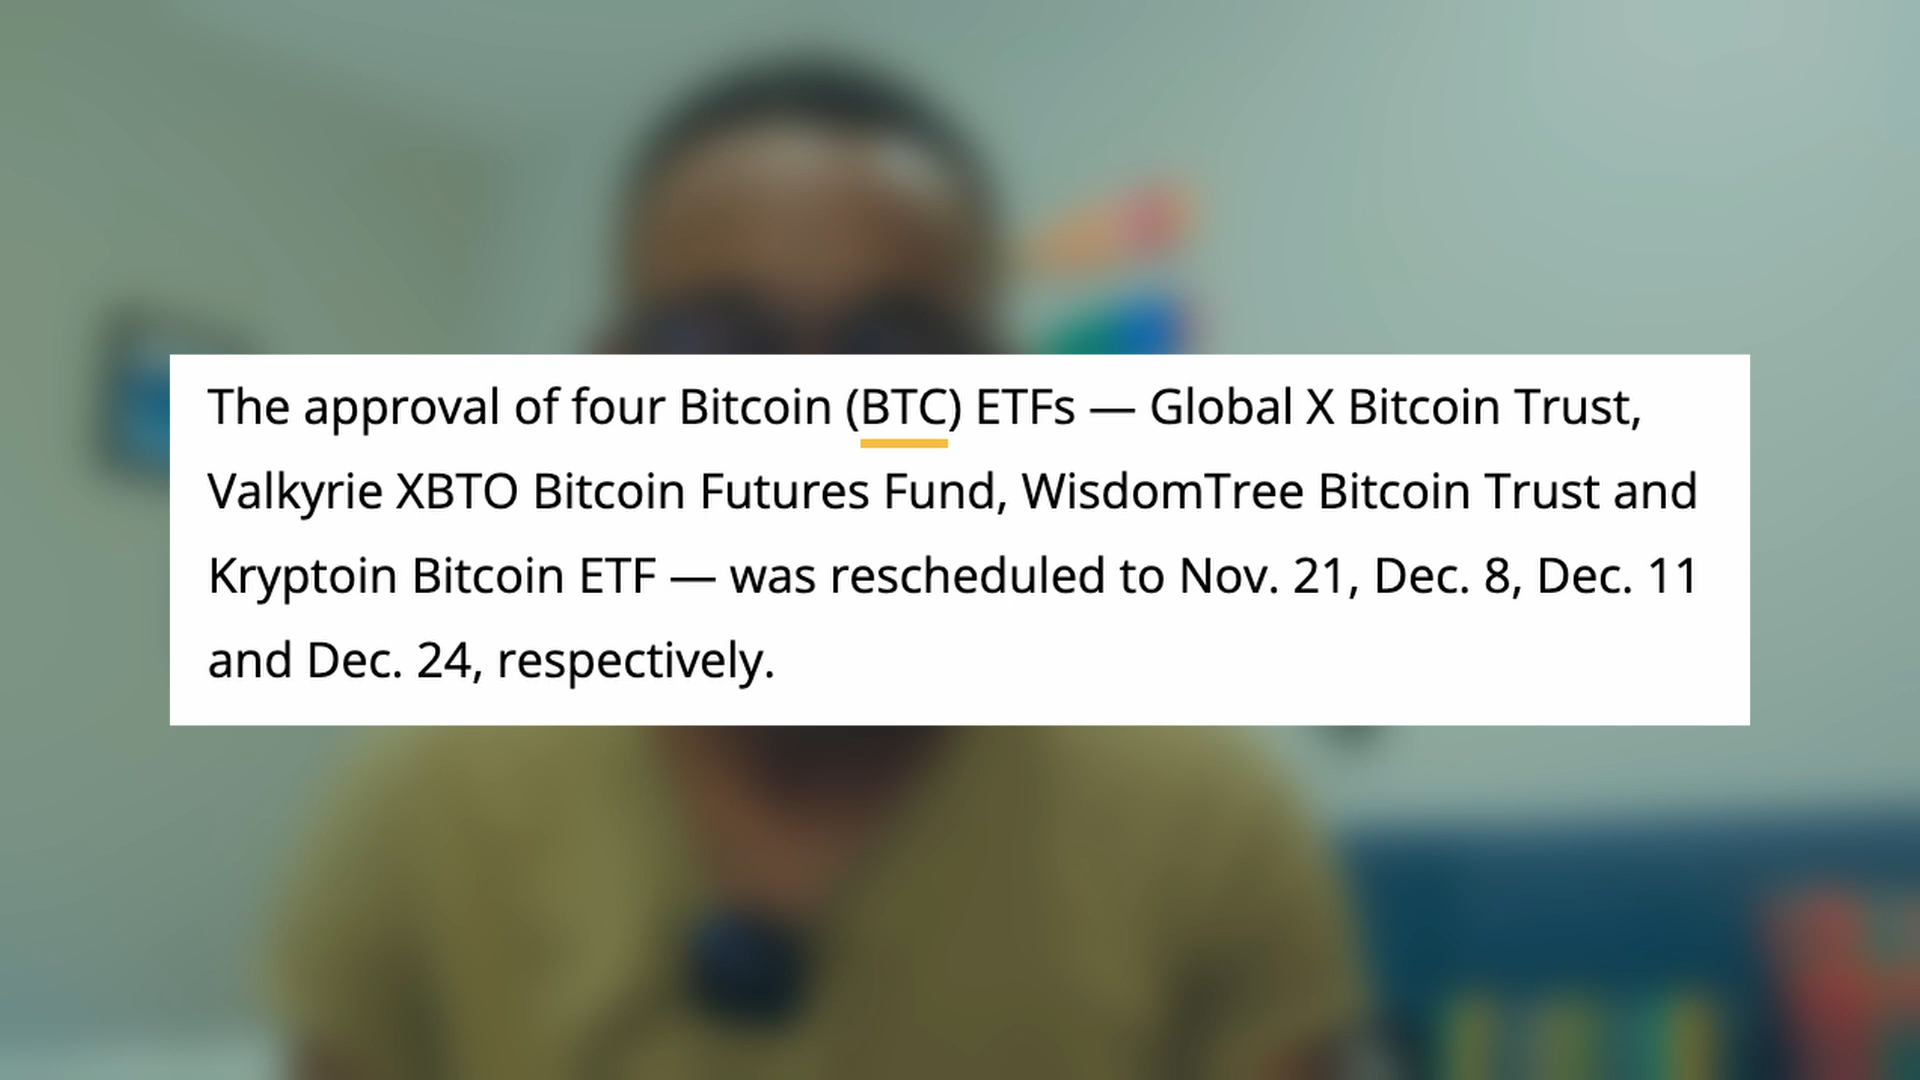 The approval of four Bitcoin (BTC) ETFs — Global X Bitcoin Trust,
Valkyrie XBTO Bitcoin Futures Fund, WisdomTree Bitcoin Trust and
Kryptoin Bitcoin ETF — was rescheduled to Nov. 21, Dec. 8, Dec. 11
and Dec. 24, respectively.